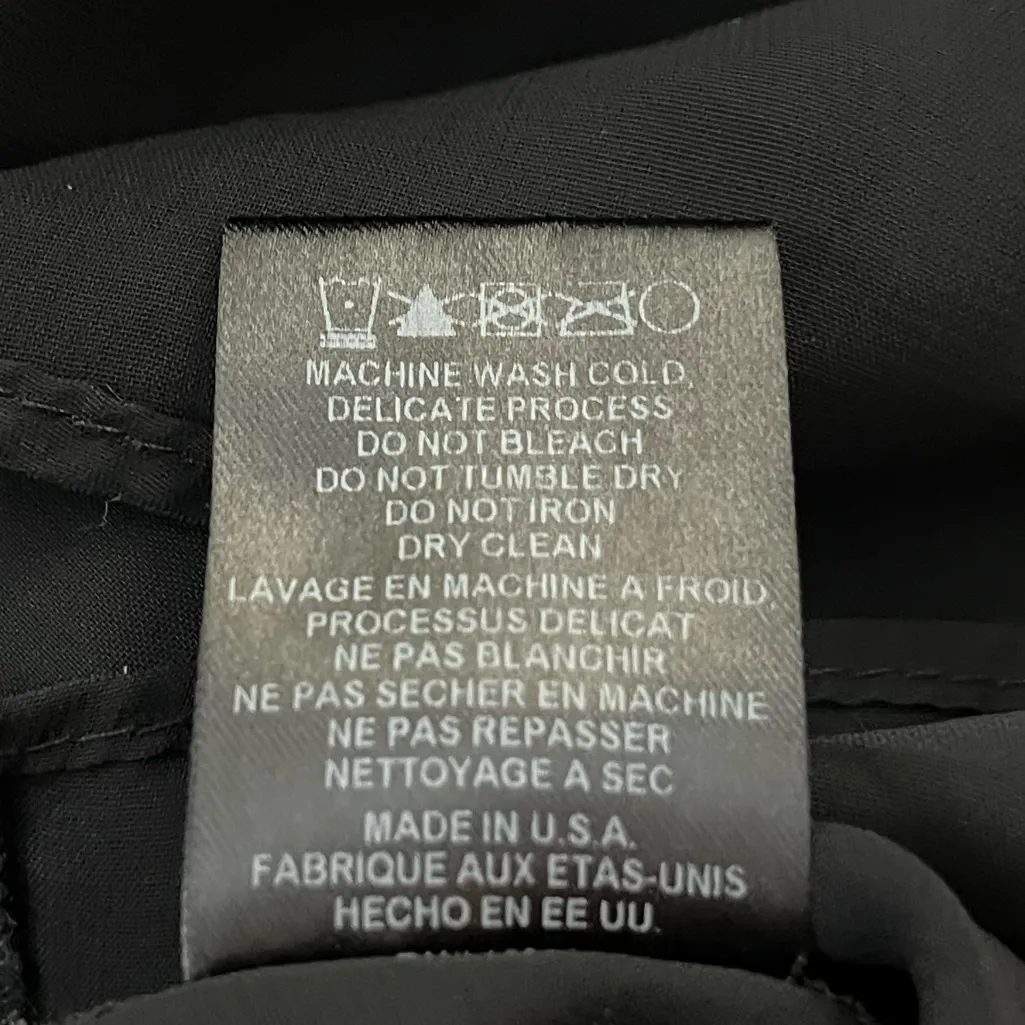 MACHINE WASH COLD,
DELICATE PROCESS
DO NOT BLEACH
DO NOT TUMBLE DRY
DO NOT IRON
DRY CLEAN
LAVAGE EN MACHINE A FROID,
PROCESSUS DELICAT
NE PAS BLANCHIR
NE PAS SECHER EN MACHINE
NE PAS REPASSER
NETTOYAGE A SEC
MADE IN U.S.A.
FABRIQUE AUX ETAS-UNIS
HECHO EN EE UU.